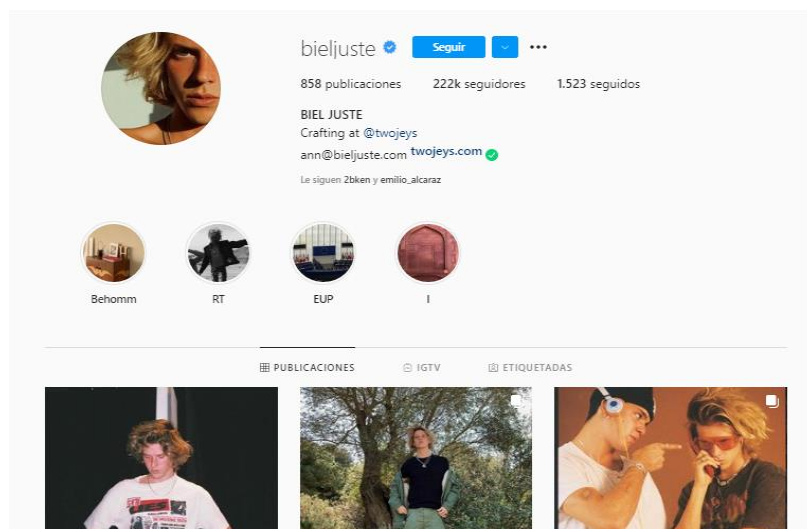 bieljuste Seguir
858 publicaciones 222k seguidores 1.523 seguidos
BIEL JUSTE
Crafting at @twojeys
ann@bieljuste.com twojeys.com
Le siguen 2bken y emilio_alcaraz
Behomm RT EUP I
PUBLICACIONES IGTV ETIQUETADAS